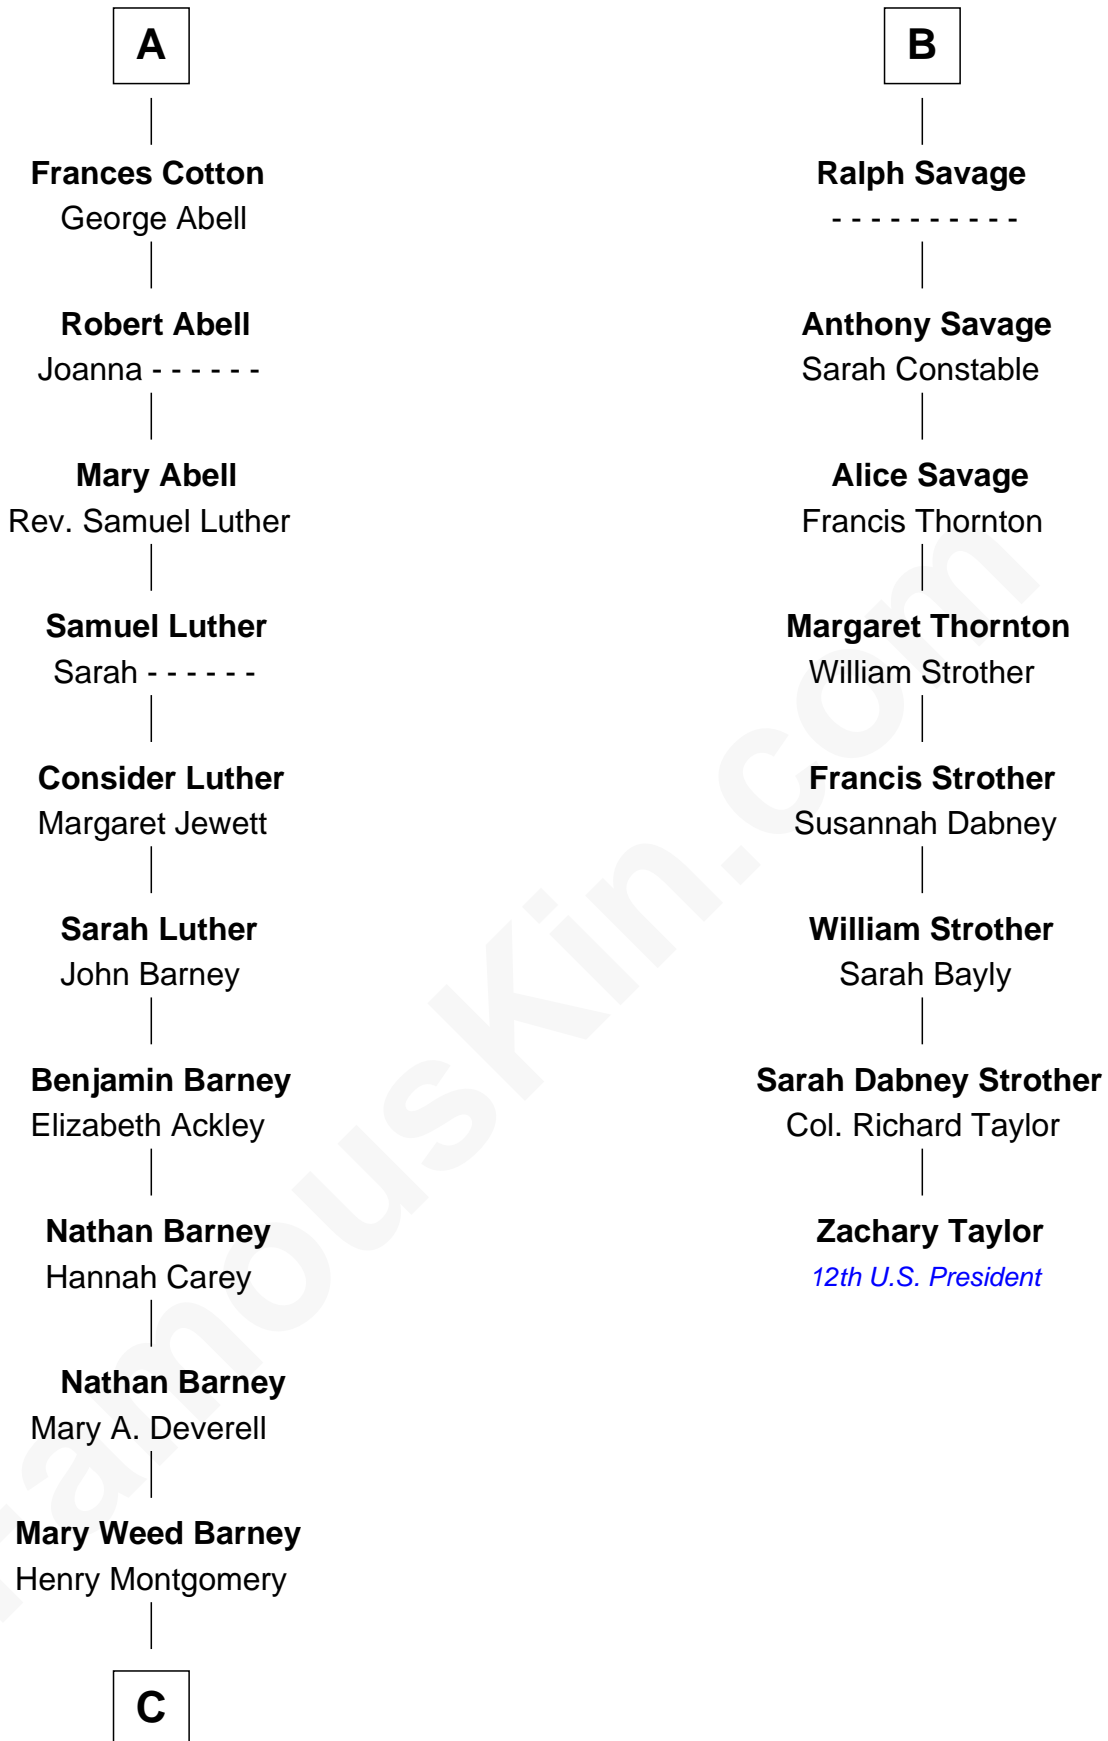 A
Frances Cotton
George Abell
Robert Abell
Joanna - - - - - -
Mary Abell
Rev. Samuel Luther
Samuel Luther
Sarah - - - - - -
Consider Luther
Margaret Jewett
Sarah Luther
John Barney
Benjamin Barney
Elizabeth Ackley
Nathan Barney
Hannah Carey
Nathan Barney
Mary A. Deverell
Mary Weed Barney
Henry Montgomery
C
B
Ralph Savage
- - - - - - - - - -
Anthony Savage
Sarah Constable
Alice Savage
Francis Thornton
Margaret Thornton
William Strother
Francis Strother
Susannah Dabney
William Strother
Sarah Bayly
Sarah Dabney Strother
Col. Richard Taylor
Zachary Taylor
12th U.S. President
FamousKin.com